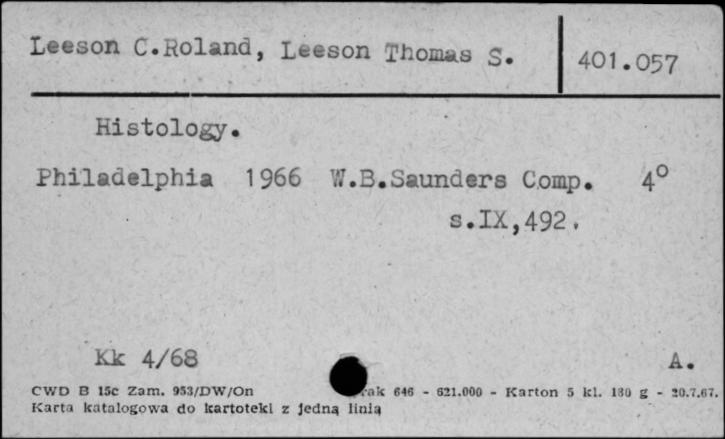 Leeson C.Roland, Leeson Thomas S.
401.057
Histology.
Philadelphia 1966 W.B.Saunders Comp. 4°
s.IX,492.
Kk 4/68
A.
CWD B 15c Zam. 953/DW/On 646 - 621.000 - Karton 5 kl. 180 g - 20.7.67.
Karta katalogowa do kartoteki z jedną linią